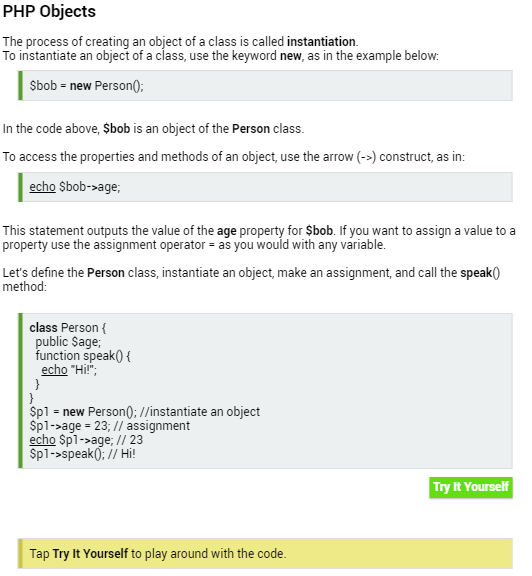 PHP Objects
The process of creating an object of a class is called instantiation.
To instantiate an object of a class, use the keyword new, as in the example below:
$bob = new Person();
In the code above, $bob is an object of the Person class.
To access the properties and methods of an object, use the arrow (->) construct, as in:
echo $bob->age;
This statement outputs the value of the age property for $bob. If you want to assign a value to a
property use the assignment operator = as you would with any variable.
Let's define the Person class, instantiate an object, make an assignment, and call the speak()
method:
class Person {
public $age;
function speak() {
echo "Hi!";
}
}
$p1 = new Person(); //instantiate an object
$p1->age = 23; // assignment
echo $p1->age; // 23
$p1->speak(); // Hi!
Try It Yourself
Tap Try It Yourself to play around with the code.